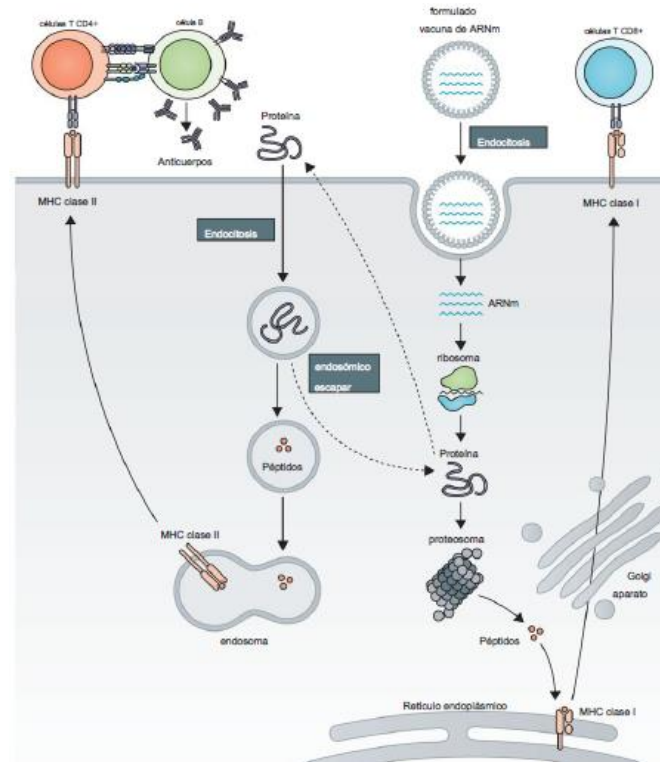 células T CD4+
célula B
formulado
vacuna de ARNm
células T CD8+
Proteína
Endocitosis
Anticuerpos
MHC clase II
MHC clase I
Endocitosis
ARNm
endosómico
escapar
ribosoma
Péptidos
Proteína
MHC clase II
proteosoma
Golgi
aparato
endosoma
Péptidos
Retículo endoplásmico
MHC clase I